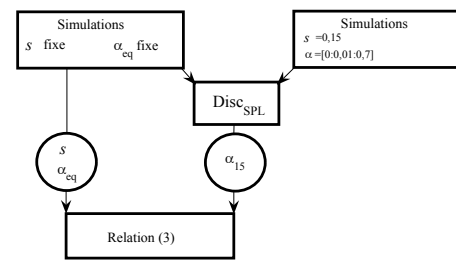 Simulations
s fixe α_eq fixe
Simulations
s =0,15
α=[0:0,01:0,7]
Disc_SPL
s
α_eq
α_15
Relation (3)